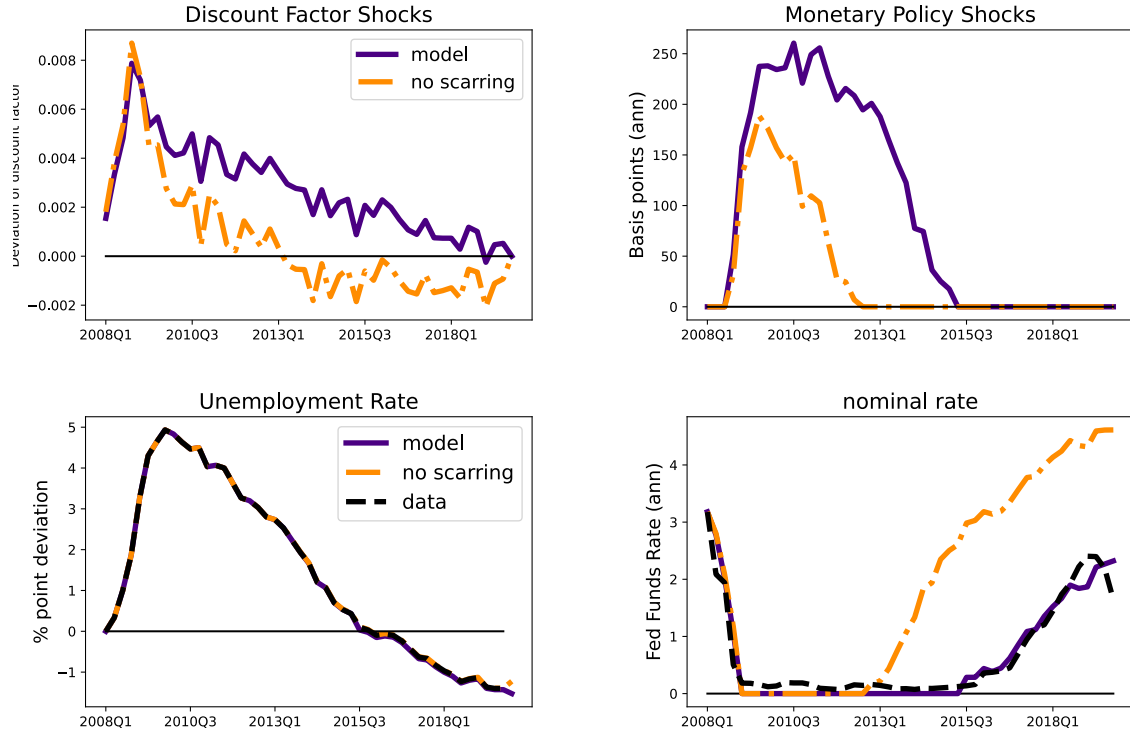 Discount Factor Shocks
Deviation of discount factor
0.008
0.006
0.004
0.002
0.000
−0.002
model
no scarring
2008Q1 2010Q3 2013Q1 2015Q3 2018Q1
Monetary Policy Shocks
Basis points (ann)
250
200
150
100
50
0
2008Q1 2010Q3 2013Q1 2015Q3 2018Q1
Unemployment Rate
% point deviation
5
4
3
2
1
0
−1
model
no scarring
data
2008Q1 2010Q3 2013Q1 2015Q3 2018Q1
nominal rate
Fed Funds Rate (ann)
4
3
2
1
0
2008Q1 2010Q3 2013Q1 2015Q3 2018Q1